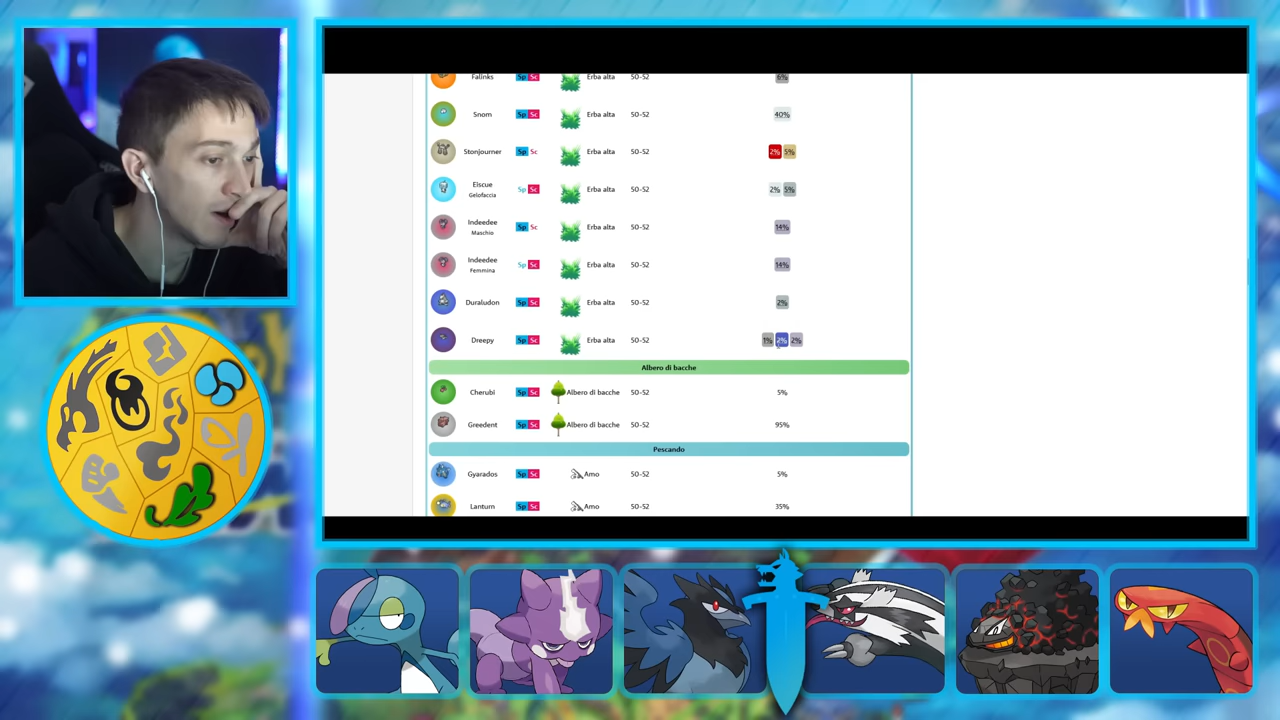 Falinks Sp Sc Erba alta 50-52 6%
Snom Sp Sc Erba alta 50-52 40%
Stonjourner Sp Sc Erba alta 50-52 2% 5%
Eiscue Gelofaccia Sp Sc Erba alta 50-52 2% 5%
Indeedee Maschio Sp Sc Erba alta 50-52 14%
Indeedee Femmina Sp Sc Erba alta 50-52 14%
Duraludon Sp Sc Erba alta 50-52 2%
Dreepy Sp Sc Erba alta 50-52 1% 2% 2%
Albero di bacche
Cherubi Sp Sc Albero di bacche 50-52 5%
Greedent Sp Sc Albero di bacche 50-52 95%
Pescando
Gyarados Sp Sc Amo 50-52 5%
Lanturn Sp Sc Amo 50-52 35%